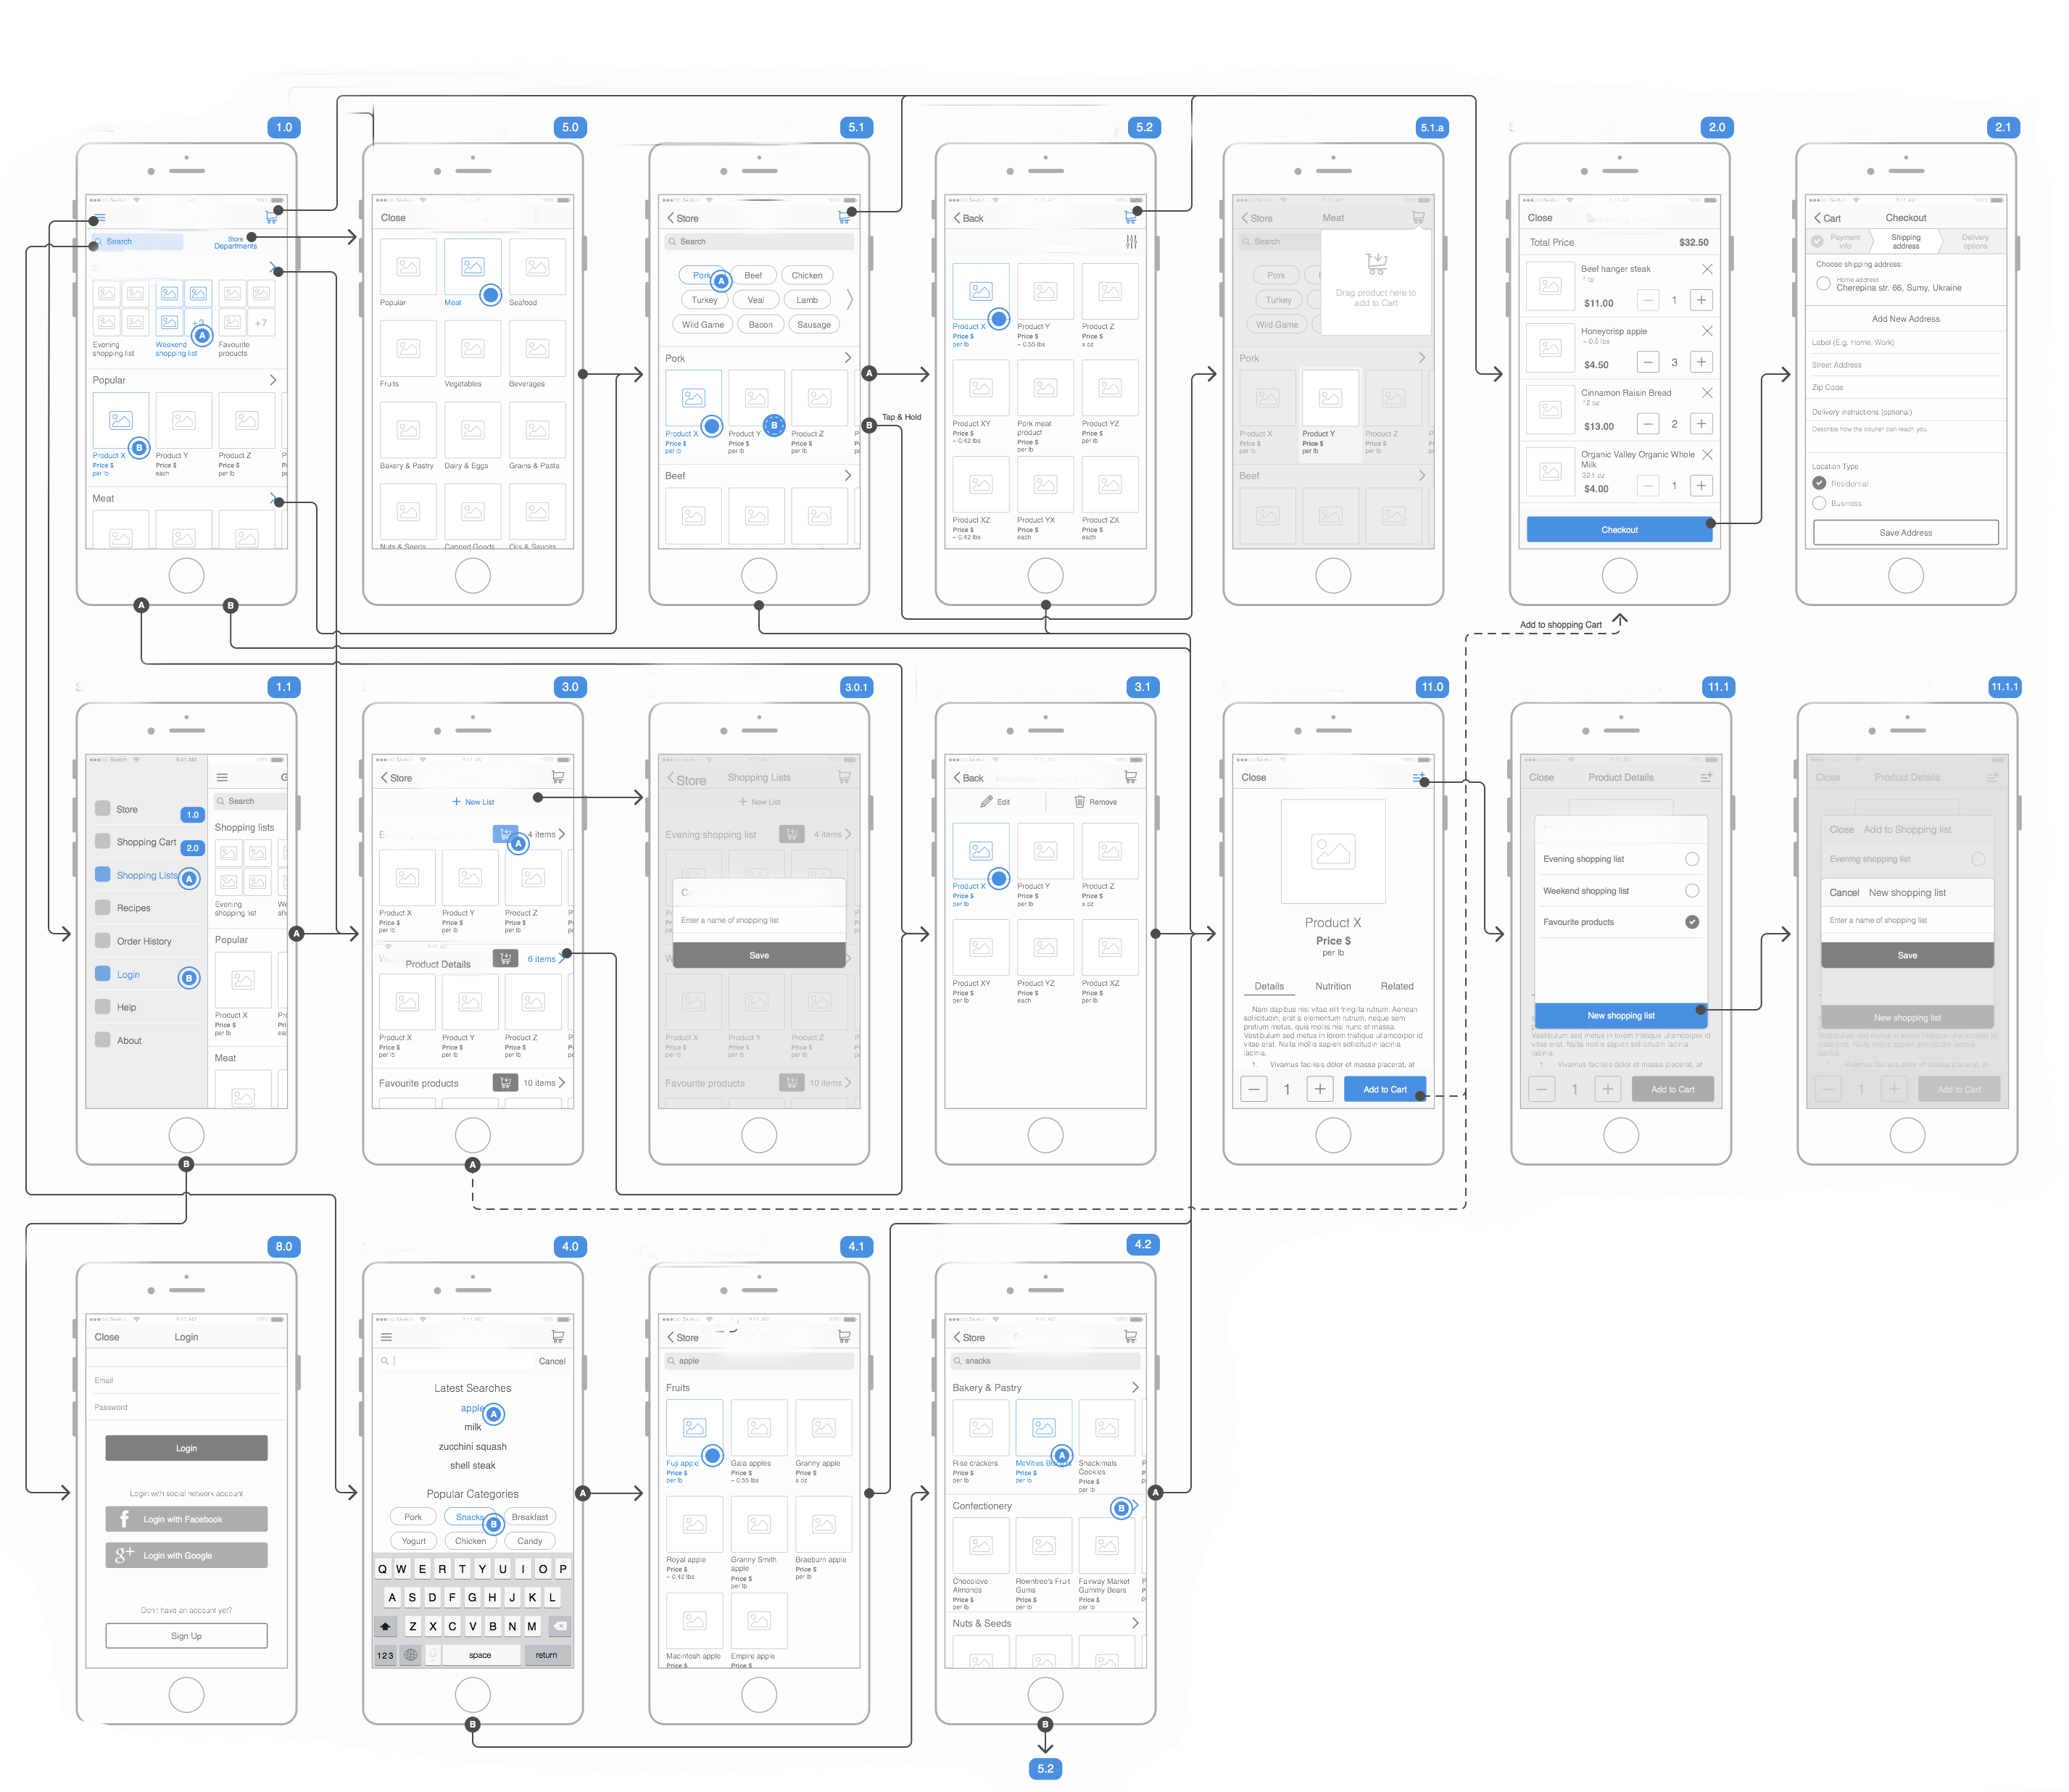 1.0
Search
Store
Departments
+3
+7
Evening
shopping list
Weekend
shopping list
Favourite
products
Popular
Product X
Price $
per lb
Product Y
Price $
each
Product Z
Price $
per lb
Meat
A
B
5.0
Close
Popular
Meat
Seafood
Fruits
Vegetables
Beverages
Bakery & Pastry
Dairy & Eggs
Grains & Pasta
Nuts & Seeds
Canned Goods
Oils & Sauces
5.1
Store
Search
Pork
Beef
Chicken
Turkey
Veal
Lamb
Wild Game
Bacon
Sausage
Pork
Product X
Price $
per lb
Product Y
Price $
per lb
Product Z
Price $
per lb
Beef
A
B
Tap & Hold
5.2
Back
Product X
Price $
per lb
Product Y
Price $
~ 0.55 lbs
Product Z
Price $
x oz
Product XY
Price $
~ 0.42 lbs
Pork meat
product
Price $
per lb
Product YZ
Price $
per lb
Product XZ
Price $
~ 0.42 lbs
Product YX
Price $
each
Product ZX
Price $
each
5.1.a
Store
Meat
Search
Pork
Turkey
Wild Game
Drag product here to
add to Cart
Pork
Product X
Price $
per lb
Product Y
Price $
per lb
Product Z
Price $
per lb
Beef
2.0
Close
Total Price
$32.50
Beef hanger steak
1 lb
$11.00
1
Honeycrisp apple
~ 0.5 lbs
$4.50
3
Cinnamon Raisin Bread
12 oz
$13.00
2
Organic Valley Organic Whole
Milk
32 fl oz
$4.00
1
Checkout
Add to shopping Cart
2.1
Cart
Checkout
Payment
info
Shipping
address
Delivery
options
Choose shipping address:
Home address
Cherepina str. 66, Sumy, Ukraine
Add New Address
Label (E.g. Home, Work)
Street Address
Zip Code
Delivery instructions (optional)
Describe how the courier can reach you
Location Type
Residential
Business
Save Address
1.1
Store
1.0
Shopping Cart
2.0
Shopping Lists
A
Recipes
Order History
Login
B
Help
About
Search
Shopping lists
Evening
shopping list
Popular
Product X
Price $
per lb
Meat
A
B
3.0
Store
+ New List
4 items
A
Product X
Price $
per lb
Product Y
Price $
per lb
Product Z
Price $
per lb
Product Details
6 items
Product X
Price $
per lb
Product Y
Price $
per lb
Product Z
Price $
per lb
Favourite products
10 items
A
3.0.1
Store
Shopping Lists
+ New List
Evening shopping list
4 items
Enter a name of shopping list
Save
Product X
Price $
per lb
Product Y
Price $
per lb
Product Z
Price $
per lb
Favourite products
10 items
3.1
Back
Edit
Remove
Product X
Price $
per lb
Product Y
Price $
per lb
Product Z
Price $
per lb
Product XY
Price $
per lb
Product YZ
Price $
each
Product XZ
Price $
per lb
11.0
Close
Product X
Price $
per lb
Details
Nutrition
Related
Nam dapibus nisl vitae elit fringilla rutrum. Aenean
sollicitudin, erat a elementum rutrum, neque sem
pretium metus, quis mollis nisl nunc et massa.
Vestibulum sed metus in lorem tristique ullamcorper id
vitae erat. Nulla mollis sapien sollicitudin lacinia
lacinia.
1. Vivamus facilisis dolor et massa placerat, at
1
Add to Cart
11.1
Close
Product Details
Evening shopping list
Weekend shopping list
Favourite products
New shopping list
Vestibulum sed metus in lorem tristique ullamcorper id
vitae erat. Nulla mollis sapien sollicitudin lacinia
lacinia.
1. Vivamus facilisis dolor et massa placerat, at
1
Add to Cart
11.1.1
Close
Product Details
Close
Add to Shopping list
Evening shopping list
Cancel
New shopping list
Enter a name of shopping list
Save
New shopping list
Vestibulum sed metus in lorem tristique ullamcorper id
vitae erat. Nulla mollis sapien sollicitudin lacinia
lacinia.
1. Vivamus facilisis dolor et massa placerat, at
1
Add to Cart
8.0
Close
Login
Email
Password
Login
Login with social network account
Login with Facebook
Login with Google
Don't have an account yet?
Sign Up
4.0
Cancel
Latest Searches
apple
A
milk
zucchini squash
shell steak
Popular Categories
Pork
Snacks
Breakfast
B
Yogurt
Chicken
Candy
Q W E R T Y U I O P
A S D F G H J K L
Z X C V B N M
123
space
return
A
B
4.1
Store
apple
Fruits
Fuji apple
Price $
per lb
Gala apples
Price $
~ 0.55 lbs
Granny apple
Price $
x oz
Royal apple
Price $
~ 0.42 lbs
Granny Smith
apple
Price $
per lb
Braeburn apple
Price $
per lb
Macintosh apple
Price $
Empire apple
Price $
4.2
Store
snacks
Bakery & Pastry
Rise crackers
Price $
per lb
McVities
Price $
per lb
A
Snackimals
Cookies
Price $
per lb
Confectionery
B
Chocolove
Almonds
Price $
per lb
Rowntree's Fruit
Gums
Price $
per lb
Fairway Market
Gummy Bears
Price $
per lb
Nuts & Seeds
A
B
5.2